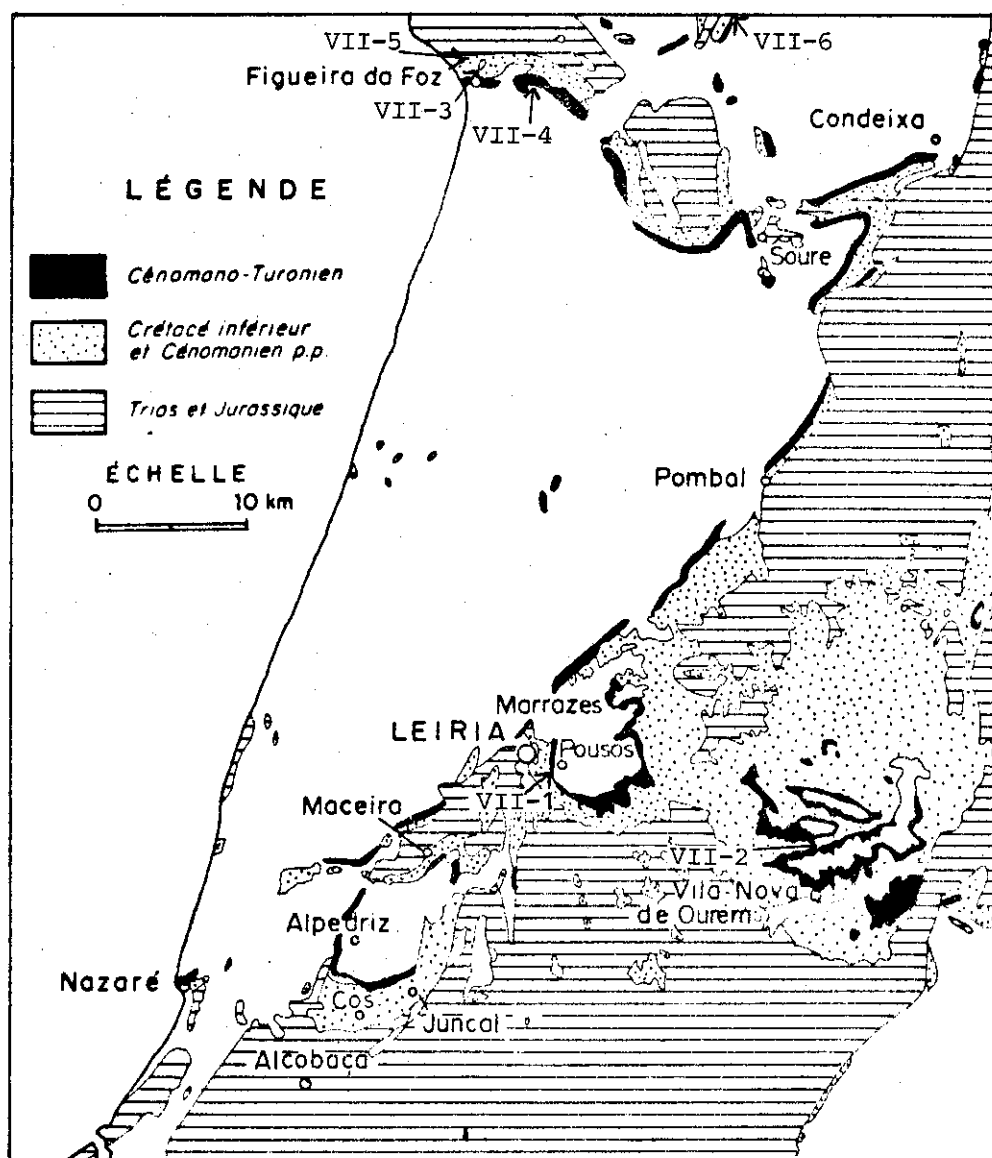 VII-5
VII-6
Figueira da Foz
VII-3
VII-4
Condeixa
LÉGENDE
Cénomano-Turonien
Soure
Crétacé inférieur
et Cénomanien p.p.
Trias et Jurassique
ÉCHELLE
0 10 km
Pombal
Marrazes
LEIRIA
Pousos
VII-1
Maceira
VII-2
Vila Nova
de Ourem
Alpedriz
Nazaré
Cos
Juncal
Alcobaça